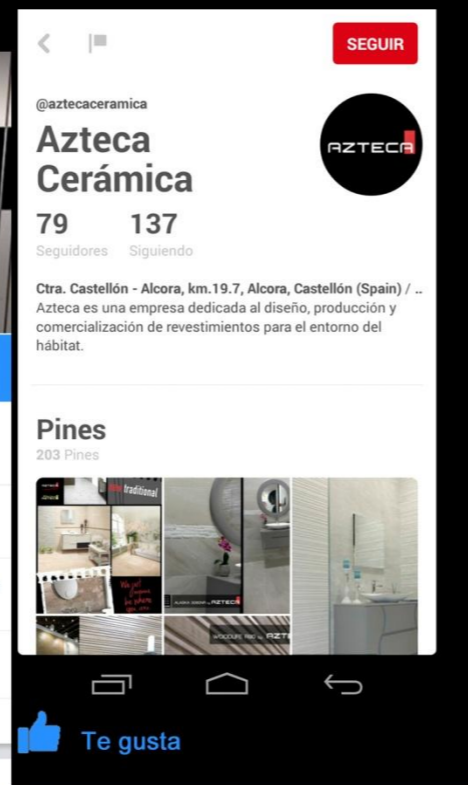 SEGUIR
@aztecaceramica
Azteca
Cerámica
AZTECA
79 137
Seguidores Siguiendo
Ctra. Castellón - Alcora, km.19.7, Alcora, Castellón (Spain) / ..
Azteca es una empresa dedicada al diseño, producción y
comercialización de revestimientos para el entorno del
hábitat.
Pines
203 Pines
traditional
AZTECA
AZTE
Te gusta